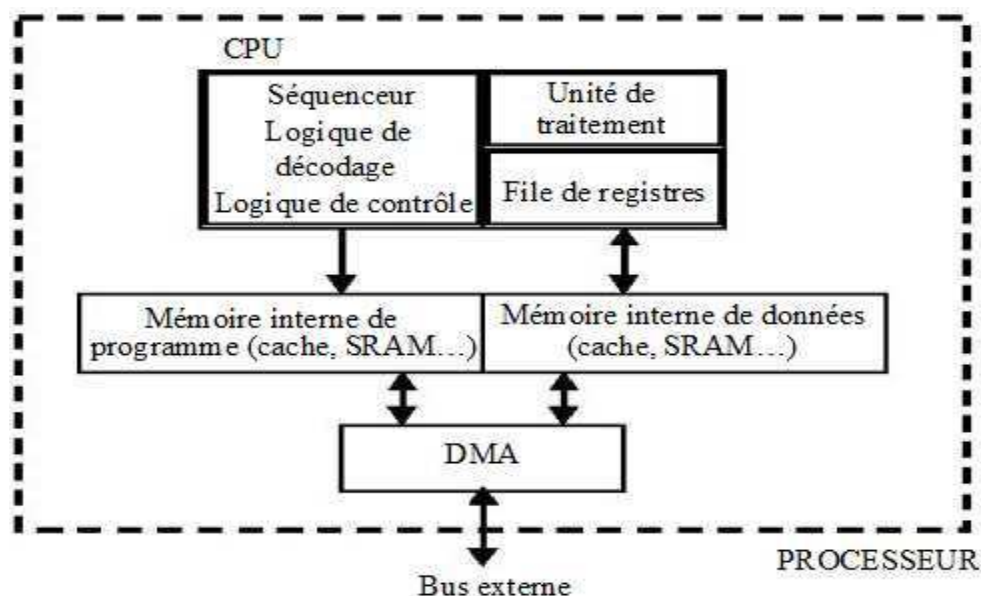 CPU
Séquenceur
Logique de
décodage
Logique de contrôle
Unité de
traitement
File de registres
Mémoire interne de
programme (cache, SRAM…)
Mémoire interne de données
(cache, SRAM…)
DMA
PROCESSEUR
Bus externe